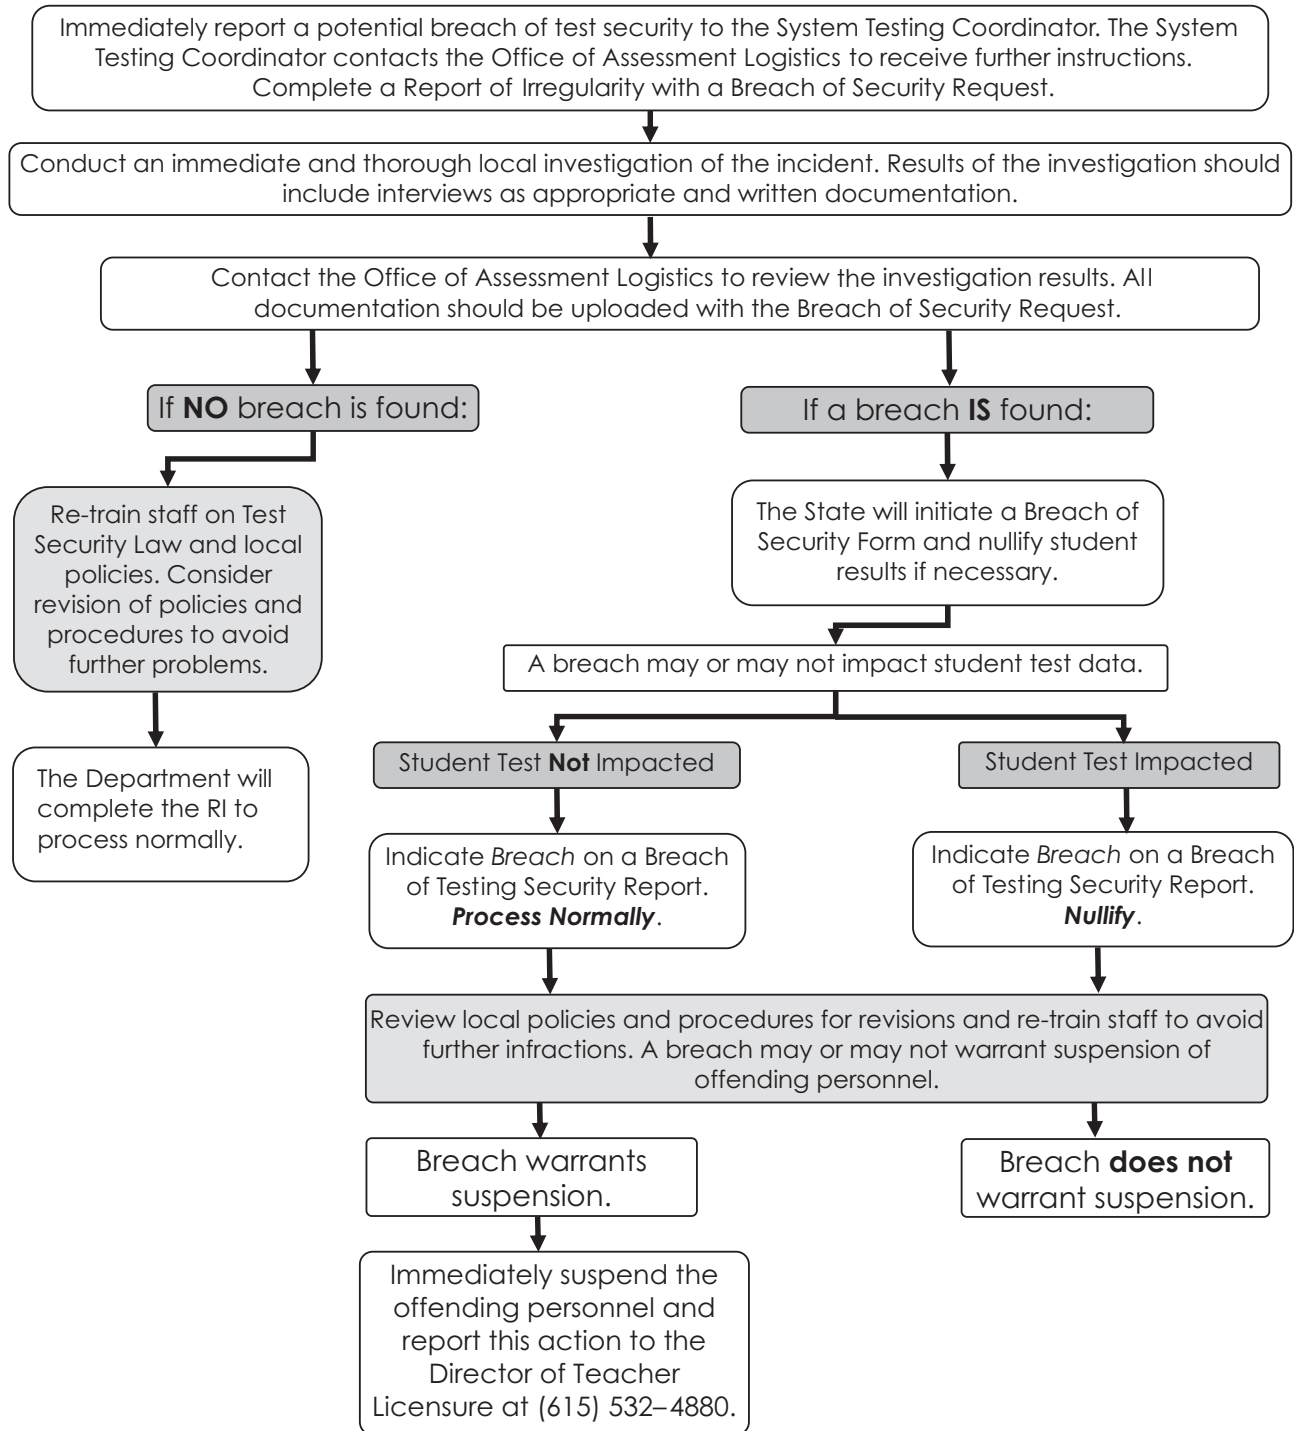 Immediately report a potential breach of test security to the System Testing Coordinator. The System
Testing Coordinator contacts the Office of Assessment Logistics to receive further instructions.
Complete a Report of Irregularity with a Breach of Security Request.
Conduct an immediate and thorough local investigation of the incident. Results of the investigation should
include interviews as appropriate and written documentation.
Contact the Office of Assessment Logistics to review the investigation results. All
documentation should be uploaded with the Breach of Security Request.
If NO breach is found:
Re-train staff on Test
Security Law and local
policies. Consider
revision of policies and
procedures to avoid
further problems.
The Department will
complete the RI to
process normally.
If a breach IS found:
The State will initiate a Breach of
Security Form and nullify student
results if necessary.
A breach may or may not impact student test data.
Student Test Not Impacted
Indicate Breach on a Breach
of Testing Security Report.
Process Normally.
Student Test Impacted
Indicate Breach on a Breach
of Testing Security Report.
Nullify.
Review local policies and procedures for revisions and re-train staff to avoid
further infractions. A breach may or may not warrant suspension of
offending personnel.
Breach warrants
suspension.
Immediately suspend the
offending personnel and
report this action to the
Director of Teacher
Licensure at (615) 532–4880.
Breach does not
warrant suspension.